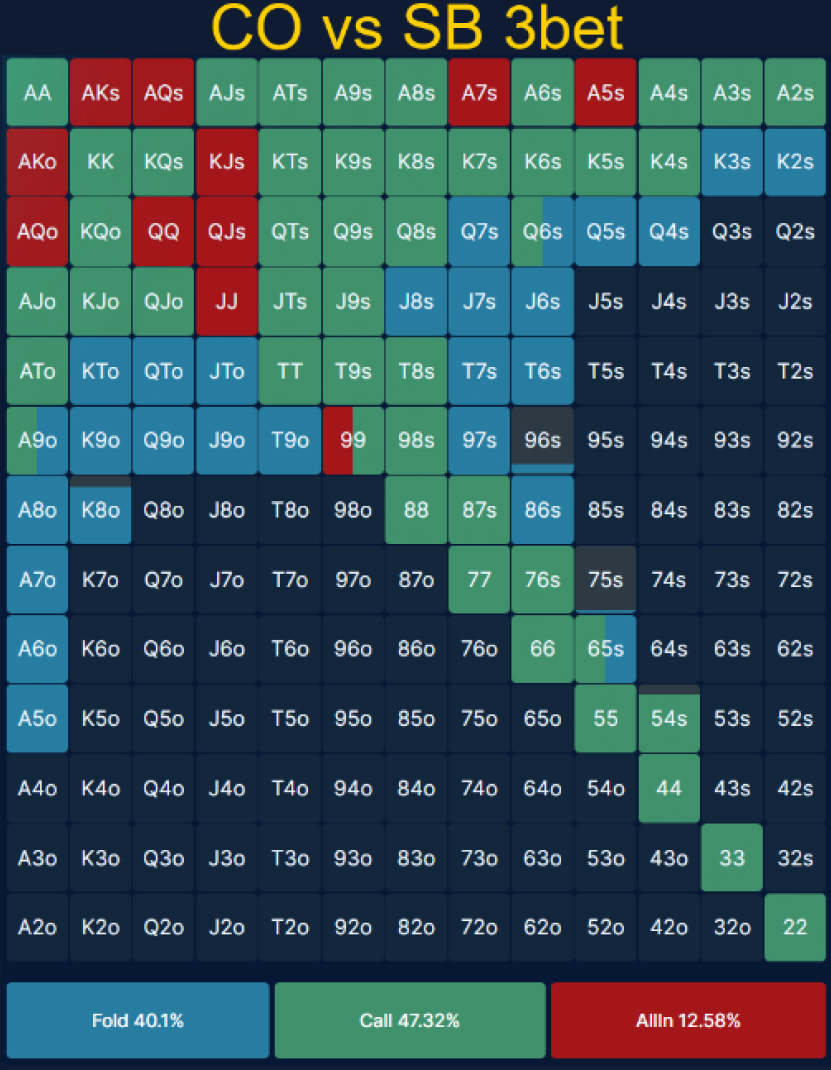 CO vs SB 3bet
AA AKs AQs AJs ATs A9s A8s A7s A6s A5s A4s A3s A2s
AKo KK KQs KJs KTs K9s K8s K7s K6s K5s K4s K3s K2s
AQo KQo QQ QJs QTs Q9s Q8s Q7s Q6s Q5s Q4s Q3s Q2s
AJo KJo QJo JJ JTs J9s J8s J7s J6s J5s J4s J3s J2s
ATo KTo QTo JTo TT T9s T8s T7s T6s T5s T4s T3s T2s
A9o K9o Q9o J9o T9o 99 98s 97s 96s 95s 94s 93s 92s
A8o K8o Q8o J8o T8o 98o 88 87s 86s 85s 84s 83s 82s
A7o K7o Q7o J7o T7o 97o 87o 77 76s 75s 74s 73s 72s
A6o K6o Q6o J6o T6o 96o 86o 76o 66 65s 64s 63s 62s
A5o K5o Q5o J5o T5o 95o 85o 75o 65o 55 54s 53s 52s
A4o K4o Q4o J4o T4o 94o 84o 74o 64o 54o 44 43s 42s
A3o K3o Q3o J3o T3o 93o 83o 73o 63o 53o 43o 33 32s
A2o K2o Q2o J2o T2o 92o 82o 72o 62o 52o 42o 32o 22
Fold 40.1% Call 47.32% AllIn 12.58%